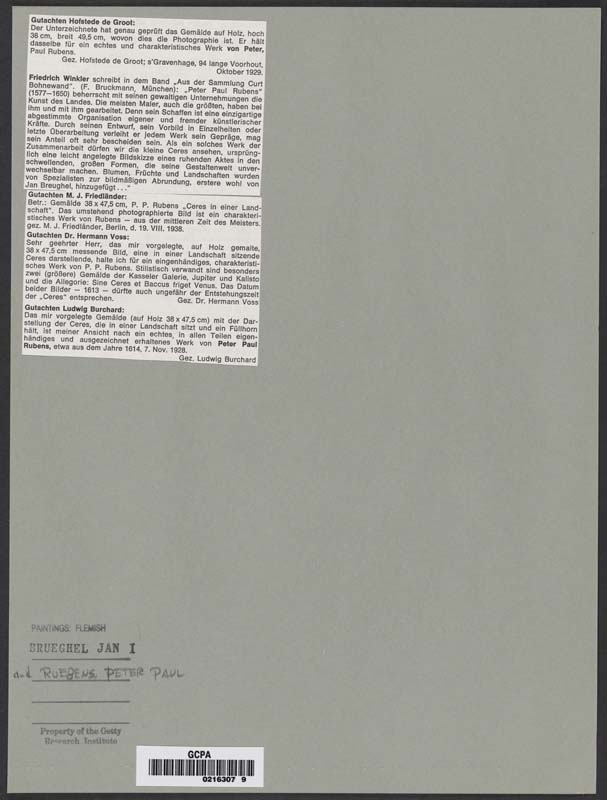 Gutachten Hofstede de Groot:
Der Unterzeichnete hat genau geprüft das Gemälde auf Holz, hoch
38 cm, breit 49,5 cm, wovon dies die Photographie ist. Er hält
dasselbe für ein echtes und charakteristisches Werk von Peter,
Paul Rubens.
Gez. Hofstede de Groot; s'Gravenhage, 94 lange Voorhout,
Oktober 1929.
Friedrich Winkler schreibt in dem Band „Aus der Sammlung Curt
Bohnewand". (F. Bruckmann, München): „Peter Paul Rubens"
(1577–1650) beherrscht mit seinen gewaltigen Unternehmungen die
Kunst des Landes. Die meisten Maler, auch die größten, haben bei
ihm und mit ihm gearbeitet. Denn sein Schaffen ist eine einzigartige
abgestimmte Organisation eigener und fremder künstlerischer
Kräfte. Durch seinen Entwurf, sein Vorbild in Einzelheiten oder
letzte Überarbeitung verleiht er jedem Werk sein Gepräge, mag
sein Anteil oft sehr bescheiden sein. Als ein solches Werk der
Zusammenarbeit dürfen wir die kleine Ceres ansehen, ursprüng-
lich eine leicht angelegte Bildskizze eines ruhenden Aktes in den
schwellenden, großen Formen, die seine Gestaltenwelt unver-
wechselbar machen. Blumen, Früchte und Landschaften wurden
von Spezialisten zur bildmäßigen Abrundung, erstere wohl von
Jan Breughel, hinzugefügt . . ."
Gutachten M. J. Friedländer:
Betr.: Gemälde 38 x 47,5 cm, P. P. Rubens „Ceres in einer Land-
schaft". Das umstehend photographierte Bild ist ein charakteri-
stisches Werk von Rubens – aus der mittleren Zeit des Meisters.
gez. M. J. Friedländer, Berlin, d. 19. VIII. 1938.
Gutachten Dr. Hermann Voss:
Sehr geehrter Herr, das mir vorgelegte, auf Holz gemalte,
38 x 47,5 cm messende Bild, eine in einer Landschaft sitzende
Ceres darstellende, halte ich für ein eigenhändiges, charakteristi-
sches Werk von P. P. Rubens. Stilistisch verwandt sind besonders
zwei (größere) Gemälde der Kasseler Galerie, Jupiter und Kalisto
und die Allegorie: Sine Ceres et Baccus friget Venus. Das Datum
beider Bilder – 1613 – dürfte auch ungefähr der Entstehungszeit
der „Ceres" entsprechen. Gez. Dr. Hermann Voss
Gutachten Ludwig Burchard:
Das mir vorgelegte Gemälde (auf Holz 38 x 47,5 cm) mit der Dar-
stellung der Ceres, die in einer Landschaft sitzt und ein Füllhorn
hält, ist meiner Ansicht nach ein echtes, in allen Teilen eigen-
händiges und ausgezeichnet erhaltenes Werk von Peter Paul
Rubens, etwa aus dem Jahre 1614, 7. Nov. 1928.
Gez. Ludwig Burchard
PAINTINGS: FLEMISH
BRUEGHEL JAN I
and RUBENS, PETER PAUL
Property of the Getty
Research Institute
GCPA
0216307 9